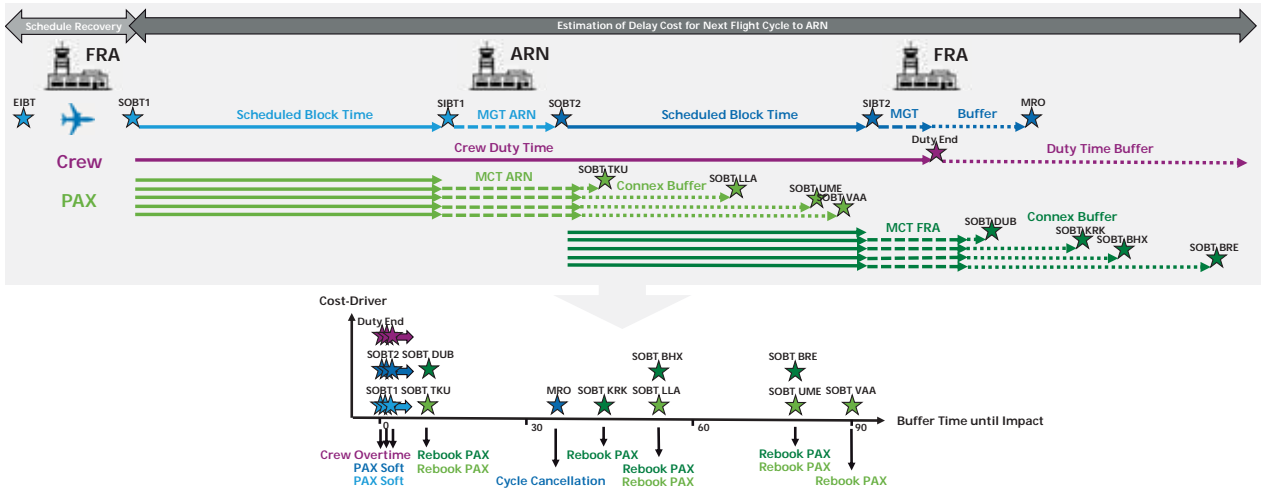 Schedule Recovery
Estimation of Delay Cost for Next Flight Cycle to ARN
FRA
ARN
FRA
EIBT
SOBT1
SIBT1
SOBT2
SIBT2
MRO
Scheduled Block Time
MGT ARN
Scheduled Block Time
MGT
Buffer
Crew
Crew Duty Time
Duty End
Duty Time Buffer
PAX
MCT ARN
Connex Buffer
SOBT TKU
SOBT LLA
SOBT UME
SOBT VAA
MCT FRA
Connex Buffer
SOBT DUB
SOBT KRK
SOBT BHX
SOBT BRE
Cost-Driver
Duty End
SOBT2
SOBT DUB
SOBT BHX
SOBT BRE
SOBT1
SOBT TKU
MRO
SOBT KRK
SOBT LLA
SOBT UME
SOBT VAA
Buffer Time until Impact
0
30
60
90
Crew Overtime
PAX Soft
PAX Soft
Rebook PAX
Rebook PAX
Cycle Cancellation
Rebook PAX
Rebook PAX
Rebook PAX
Rebook PAX
Rebook PAX
Rebook PAX